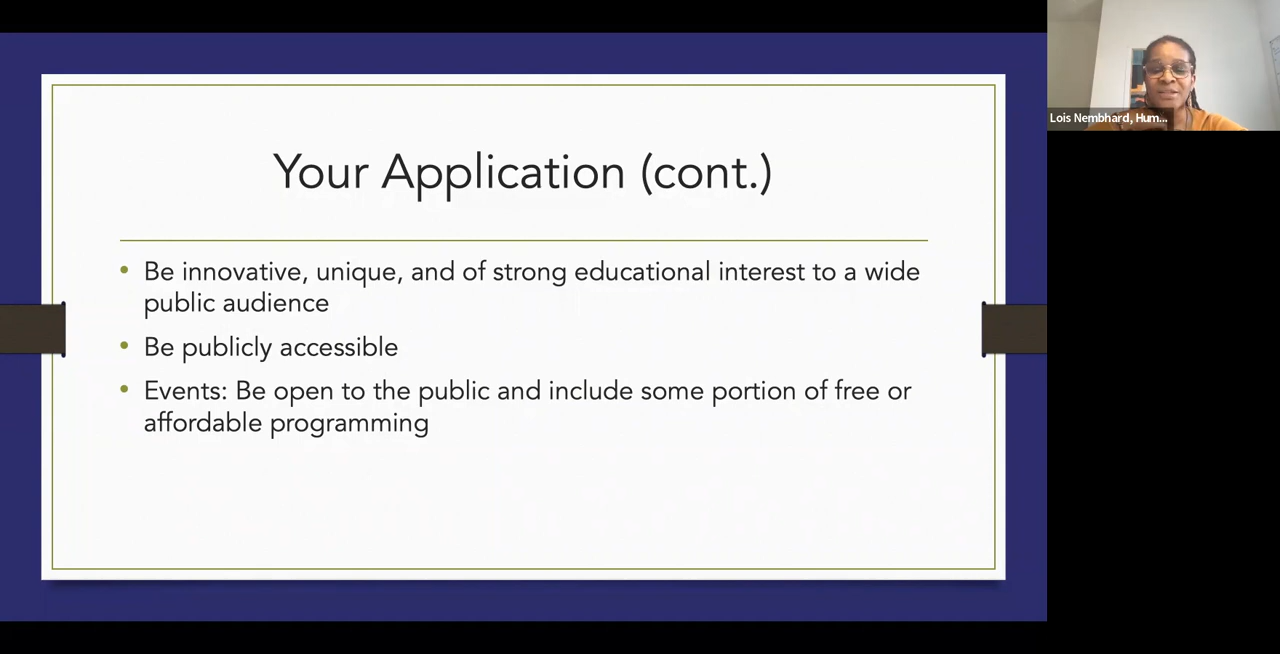 Your Application (cont.)
• Be innovative, unique, and of strong educational interest to a wide
public audience
• Be publicly accessible
• Events: Be open to the public and include some portion of free or
affordable programming
Lois Nembhard, Hum...